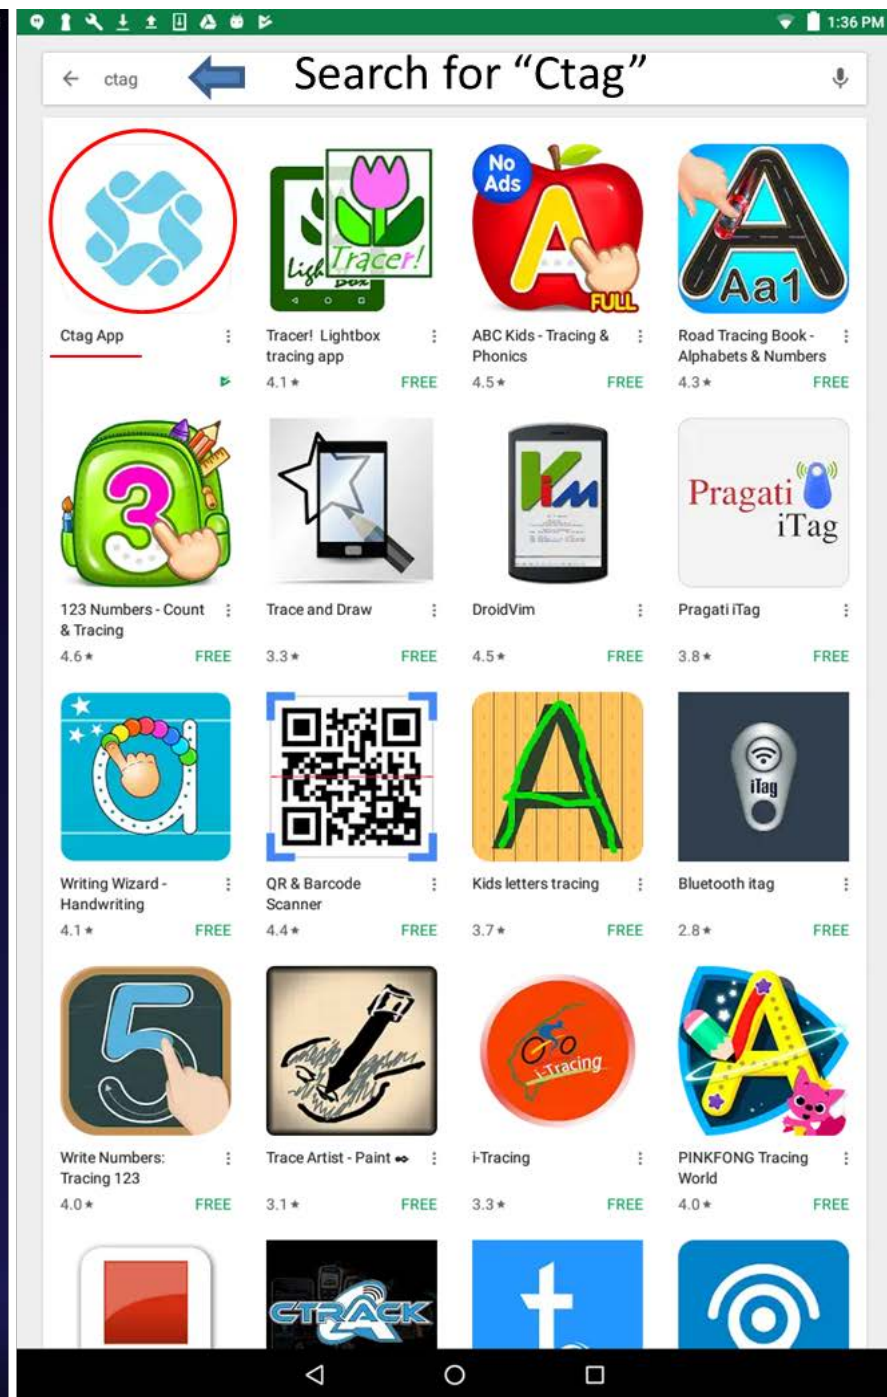 1:36 PM
ctag
Search for "Ctag"
No
Ads
Light
Box
Tracer!
A
FULL
A
Aa1
Ctag App
Tracer! Lightbox
tracing app
4.1★ FREE
ABC Kids - Tracing &
Phonics
4.5★ FREE
Road Tracing Book -
Alphabets & Numbers
4.3★ FREE
3
Vim
Pragati
iTag
123 Numbers - Count
& Tracing
4.6★ FREE
Trace and Draw
3.3★ FREE
DroidVim
4.5★ FREE
Pragati iTag
3.8★ FREE
a
A
iTag
Writing Wizard -
Handwriting
4.1★ FREE
QR & Barcode
Scanner
4.4★ FREE
Kids letters tracing
3.7★ FREE
Bluetooth itag
2.8★ FREE
5
i-Tracing
A
Write Numbers:
Tracing 123
4.0★ FREE
Trace Artist - Paint ✏
3.1★ FREE
i-Tracing
3.3★ FREE
PINKFONG Tracing
World
4.0★ FREE
CTRACK
t